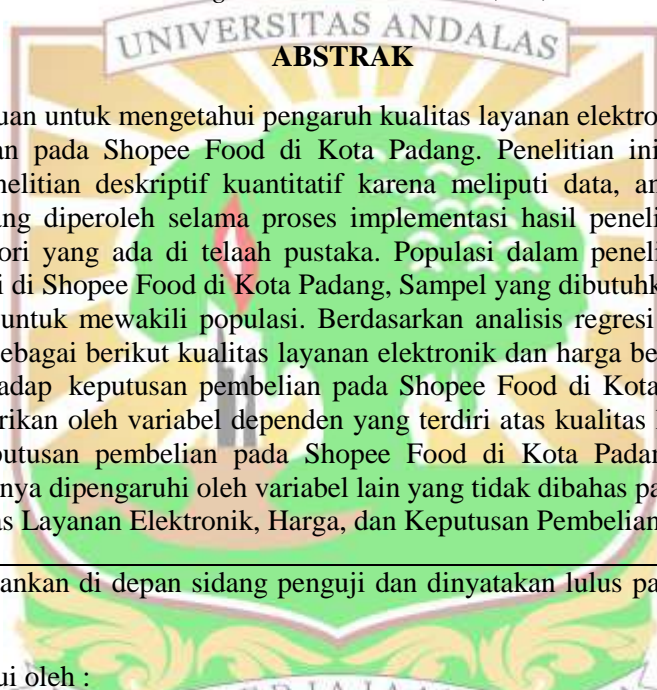 UNIVERSITAS ANDALAS
ABSTRAK
uan untuk mengetahui pengaruh kualitas layanan elektro
an pada Shopee Food di Kota Padang. Penelitian ini
nelitian deskriptif kuantitatif karena meliputi data, an
ang diperoleh selama proses implementasi hasil peneli
ori yang ada di telaah pustaka. Populasi dalam peneli
i di Shopee Food di Kota Padang, Sampel yang dibutuhk
untuk mewakili populasi. Berdasarkan analisis regresi
ebagai berikut kualitas layanan elektronik dan harga be
adap keputusan pembelian pada Shopee Food di Kota
rikan oleh variabel dependen yang terdiri atas kualitas
putusan pembelian pada Shopee Food di Kota Padan
nya dipengaruhi oleh variabel lain yang tidak dibahas pa
as Layanan Elektronik, Harga, dan Keputusan Pembelian
ankan di depan sidang penguji dan dinyatakan lulus pa
ui oleh :